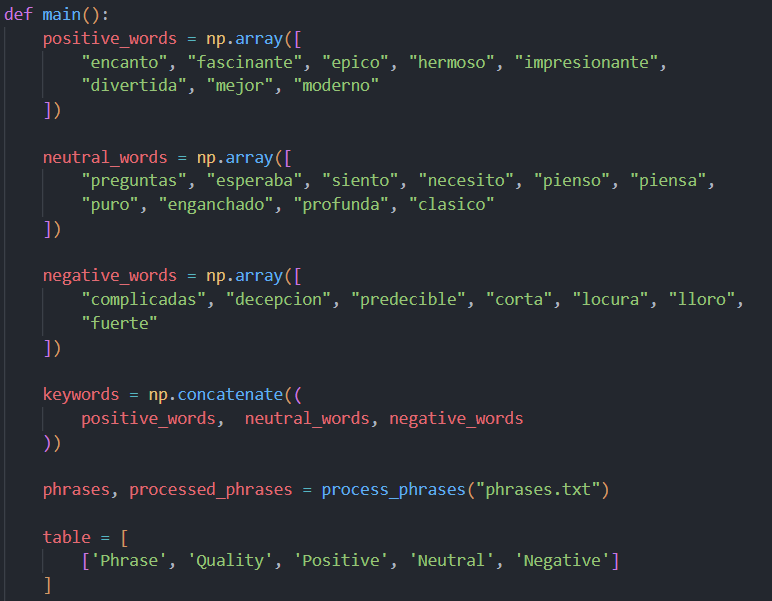 def main():
    positive_words = np.array([
        "encanto", "fascinante", "epico", "hermoso", "impresionante",
        "divertida", "mejor", "moderno"
    ])
    neutral_words = np.array([
        "preguntas", "esperaba", "siento", "necesito", "pienso", "piensa",
        "puro", "enganchado", "profunda", "clasico"
    ])
    negative_words = np.array([
        "complicadas", "decepcion", "predecible", "corta", "locura", "lloro",
        "fuerte"
    ])
    keywords = np.concatenate((
        positive_words,  neutral_words, negative_words
    ))
    phrases, processed_phrases = process_phrases("phrases.txt")
    table = [
        ['Phrase', 'Quality', 'Positive', 'Neutral', 'Negative']
    ]